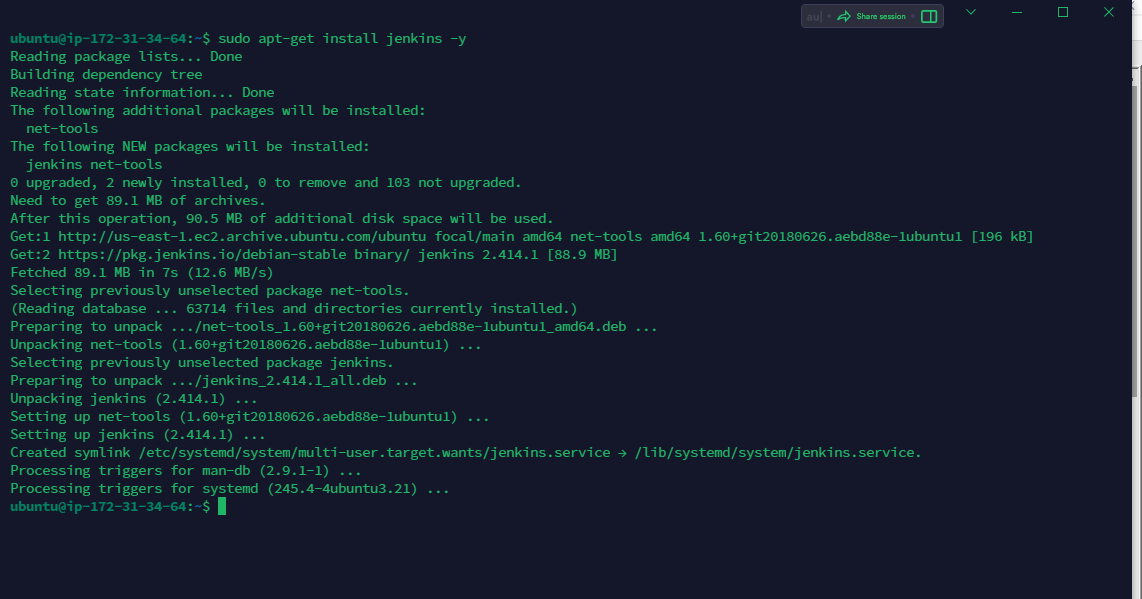 Share session
ubuntu@ip-172-31-34-64:~$ sudo apt-get install jenkins -y
Reading package lists... Done
Building dependency tree
Reading state information... Done
The following additional packages will be installed:
  net-tools
The following NEW packages will be installed:
  jenkins net-tools
0 upgraded, 2 newly installed, 0 to remove and 103 not upgraded.
Need to get 89.1 MB of archives.
After this operation, 90.5 MB of additional disk space will be used.
Get:1 http://us-east-1.ec2.archive.ubuntu.com/ubuntu focal/main amd64 net-tools amd64 1.60+git20180626.aebd88e-1ubuntu1 [196 kB]
Get:2 https://pkg.jenkins.io/debian-stable binary/ jenkins 2.414.1 [88.9 MB]
Fetched 89.1 MB in 7s (12.6 MB/s)
Selecting previously unselected package net-tools.
(Reading database ... 63714 files and directories currently installed.)
Preparing to unpack .../net-tools_1.60+git20180626.aebd88e-1ubuntu1_amd64.deb ...
Unpacking net-tools (1.60+git20180626.aebd88e-1ubuntu1) ...
Selecting previously unselected package jenkins.
Preparing to unpack .../jenkins_2.414.1_all.deb ...
Unpacking jenkins (2.414.1) ...
Setting up net-tools (1.60+git20180626.aebd88e-1ubuntu1) ...
Setting up jenkins (2.414.1) ...
Created symlink /etc/systemd/system/multi-user.target.wants/jenkins.service → /lib/systemd/system/jenkins.service.
Processing triggers for man-db (2.9.1-1) ...
Processing triggers for systemd (245.4-4ubuntu3.21) ...
ubuntu@ip-172-31-34-64:~$